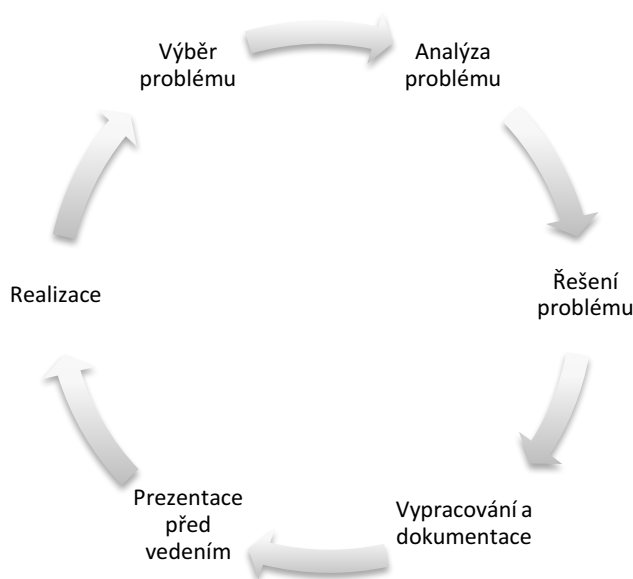 Výběr
problému
Analýza
problému
Řešení
problému
Vypracování a
dokumentace
Prezentace
před
vedením
Realizace